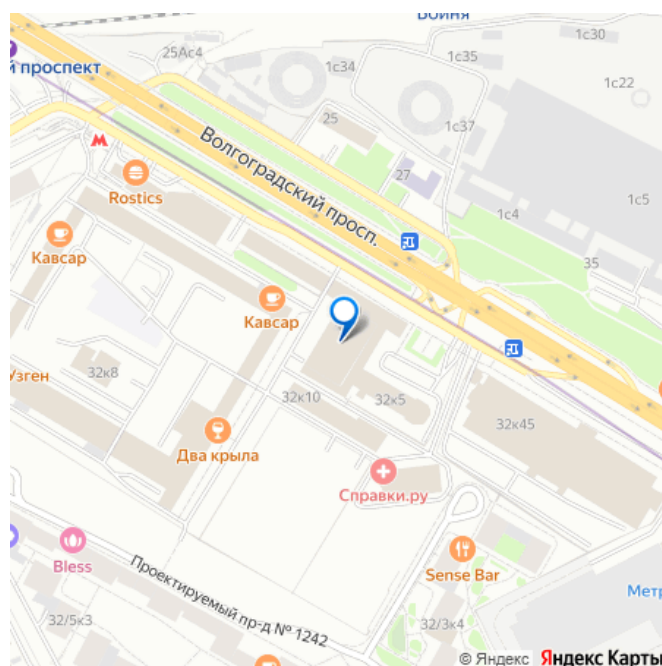 Бойня
1с30
25Ас4
1с35
й проспект
1с34
1с22
25
1с37
Rostics
Волгоградский просп.
27
1с5
1с4
Кавсар
35
Кавсар
Узген
32к8
32к10
32к5
32к45
Два крыла
Справки.ру
Bless
Sense Bar
Проектируемый пр-д № 1242
Метр
32/5к3
32/3к4
© Яндекс Яндекс Карты